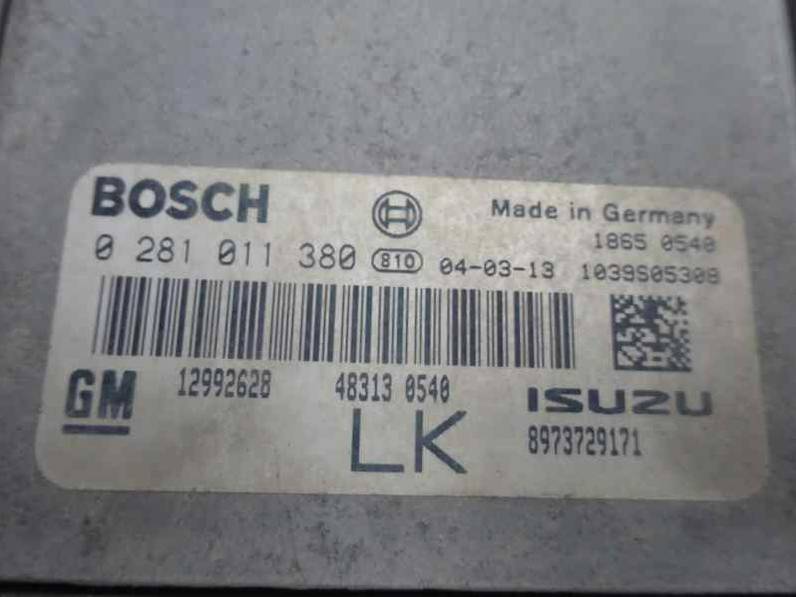 BOSCH Made in Germany
1865 0540
0 281 011 380 810 04-03-13 1039S05308
GM 12992628 48313 0540 ISUZU
LK 8973729171